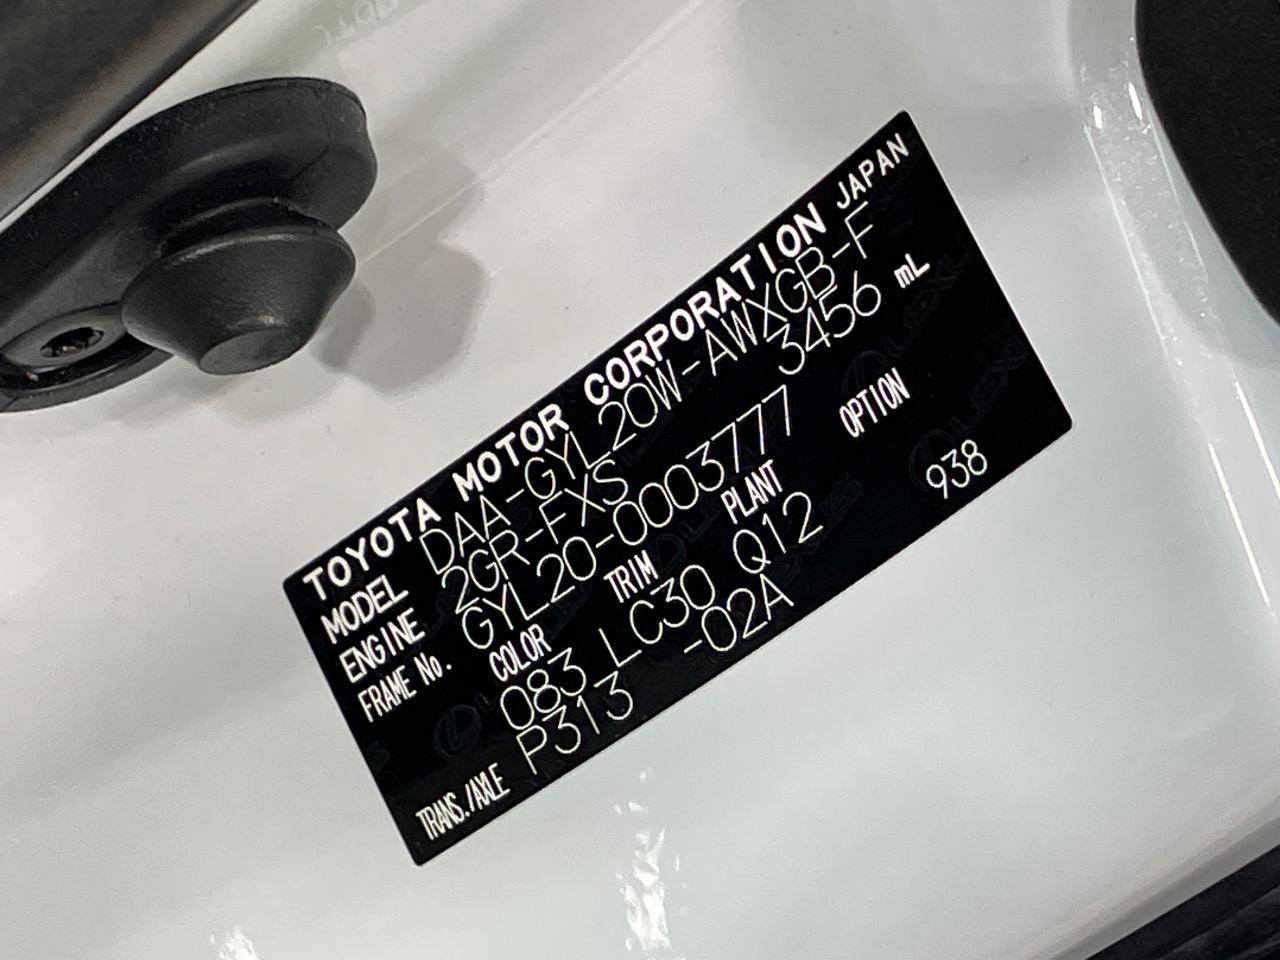 TOYOTA MOTOR CORPORATION JAPAN
MODEL DAA-GYL20W-AWXGB-F
ENGINE 2GR-FXS 3456 mL
FRAME No. GYL20-0003777
COLOR TRIM PLANT OPTION
083 LC30 Q12 938
TRANS./AXLE P313 -02A